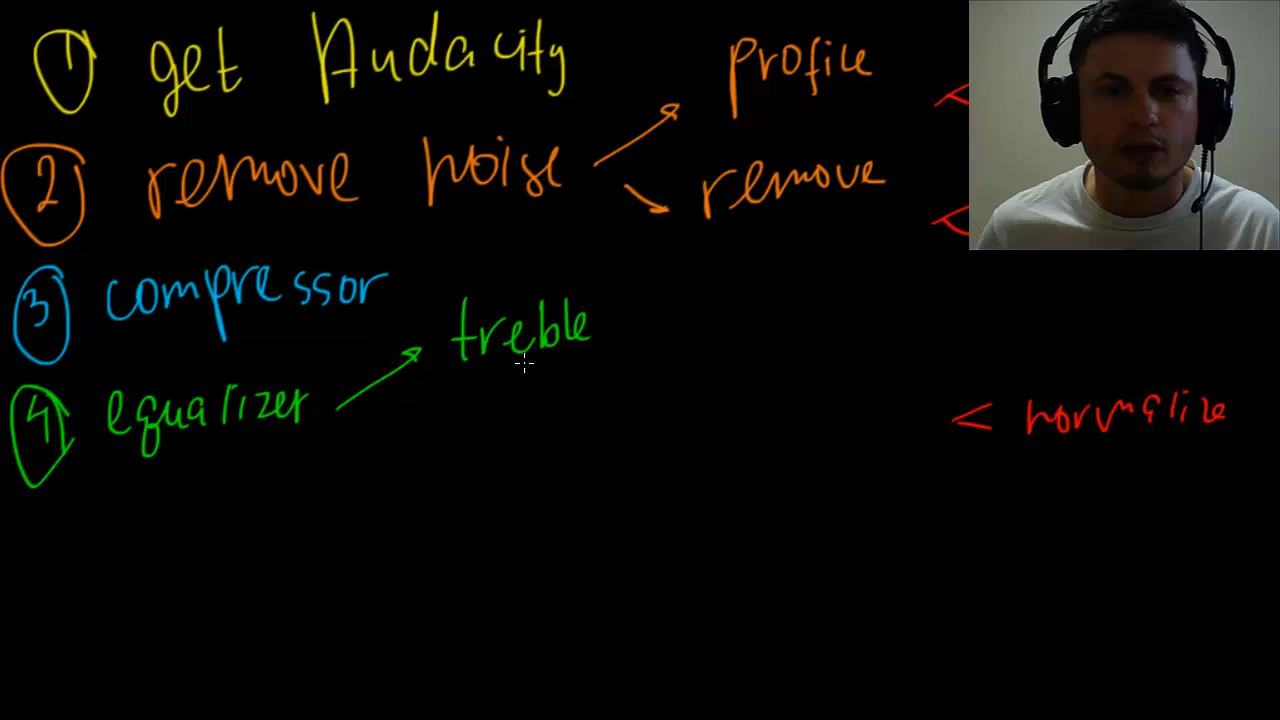 1 get Audacity
profile
2 remove noise
remove
3 compressor
treble
4 equalizer
< normalize